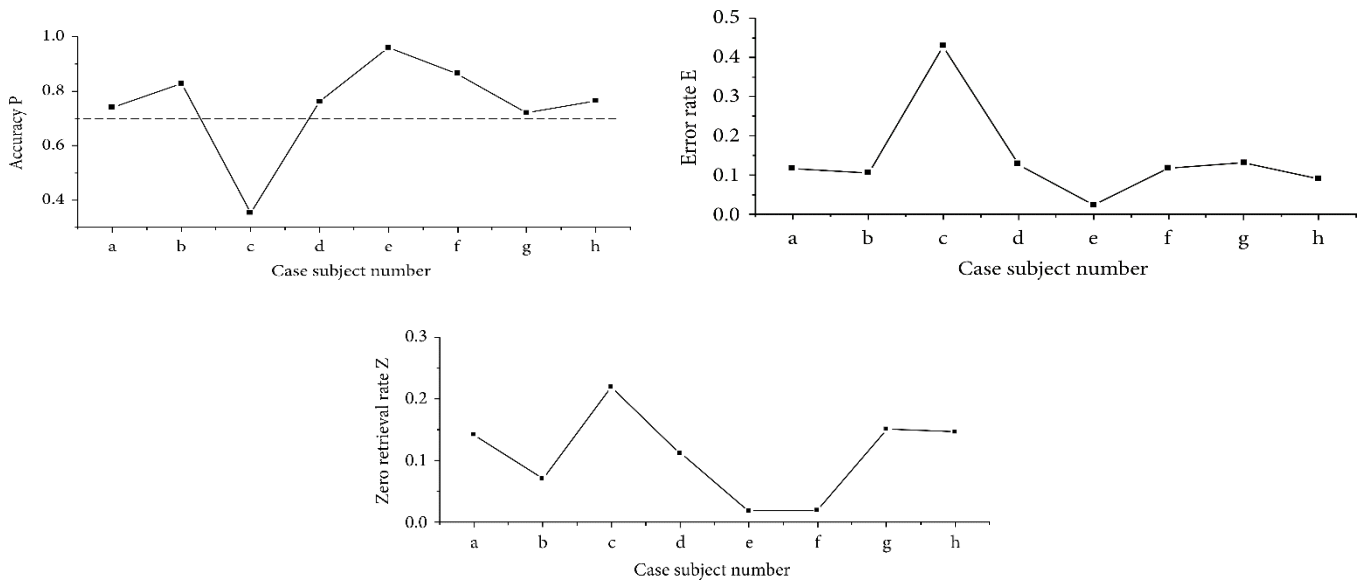 Accuracy P
1.0
0.8
0.6
0.4
a b c d e f g h
Case subject number
Error rate E
0.5
0.4
0.3
0.2
0.1
0.0
a b c d e f g h
Case subject number
Zero retrieval rate Z
0.3
0.2
0.1
0.0
a b c d e f g h
Case subject number